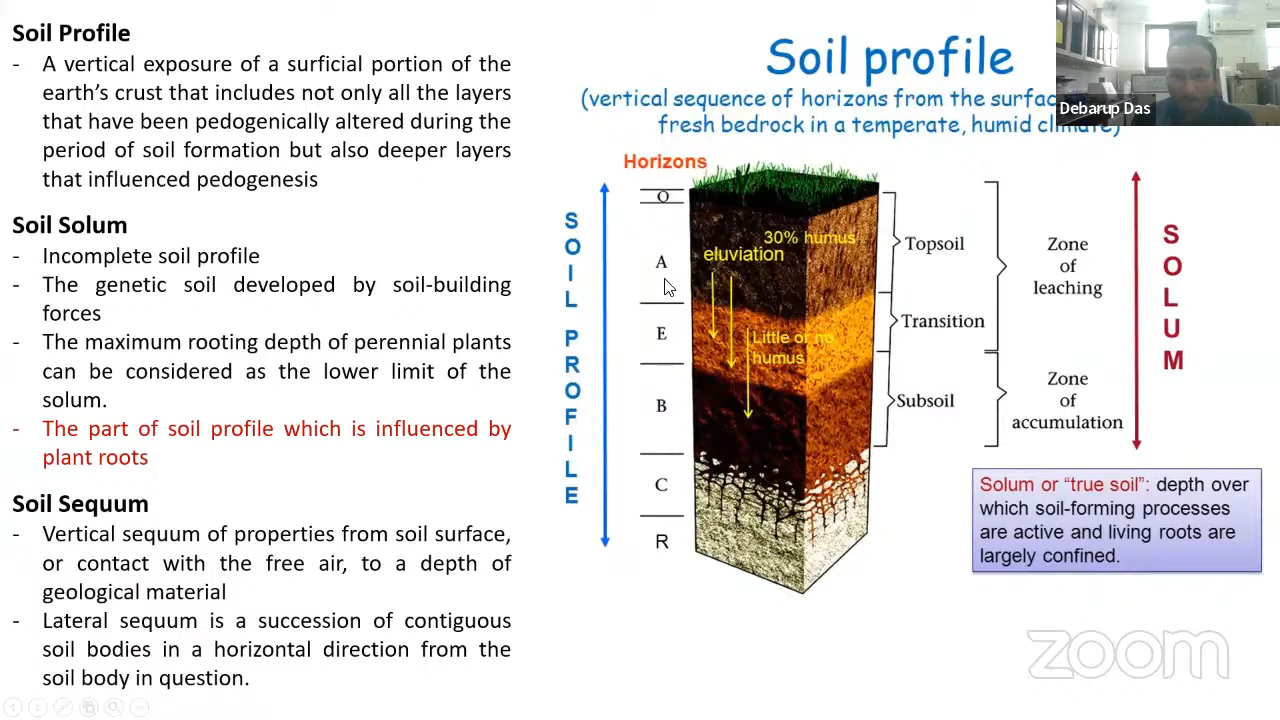 Soil Profile
- A vertical exposure of a surficial portion of the
earth's crust that includes not only all the layers
that have been pedogenically altered during the
period of soil formation but also deeper layers
that influenced pedogenesis
Soil Solum
- Incomplete soil profile
- The genetic soil developed by soil-building
forces
- The maximum rooting depth of perennial plants
can be considered as the lower limit of the
solum.
- The part of soil profile which is influenced by
plant roots
Soil Sequum
- Vertical sequum of properties from soil surface,
or contact with the free air, to a depth of
geological material
- Lateral sequum is a succession of contiguous
soil bodies in a horizontal direction from the
soil body in question.
Soil profile
(vertical sequence of horizons from the surfa
fresh bedrock in a temperate, humid climate)
Debarup Das
Horizons
SOIL PROFILE
O
A
E
B
C
R
30% humus
eluviation
Little or no
humus
Topsoil
Transition
Subsoil
Zone
of
leaching
Zone
of
accumulation
SOLUM
Solum or "true soil": depth over
which soil-forming processes
are active and living roots are
largely confined.
zoom